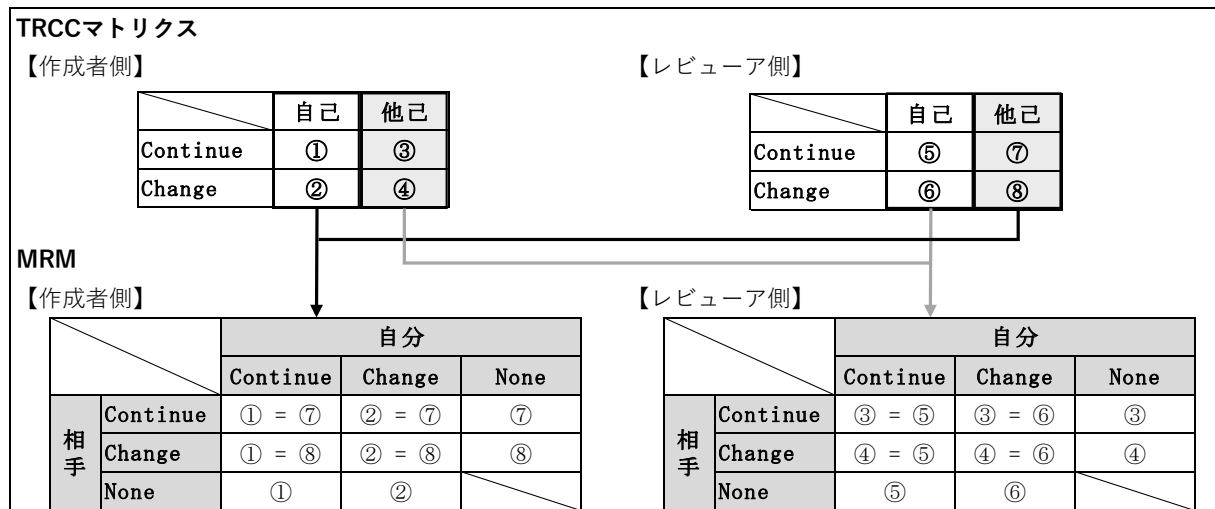 TRCCマトリクス
【作成者側】 【レビューア側】
自己 他己 自己 他己
Continue ① ③ Continue ⑤ ⑦
Change ② ④ Change ⑥ ⑧
MRM
【作成者側】 【レビューア側】
自分 自分
Continue Change None Continue Change None
相手 Continue ① = ⑦ ② = ⑦ ⑦ 相手 Continue ③ = ⑤ ③ = ⑥ ③
Change ① = ⑧ ② = ⑧ ⑧ Change ④ = ⑤ ④ = ⑥ ④
None ① ② None ⑤ ⑥